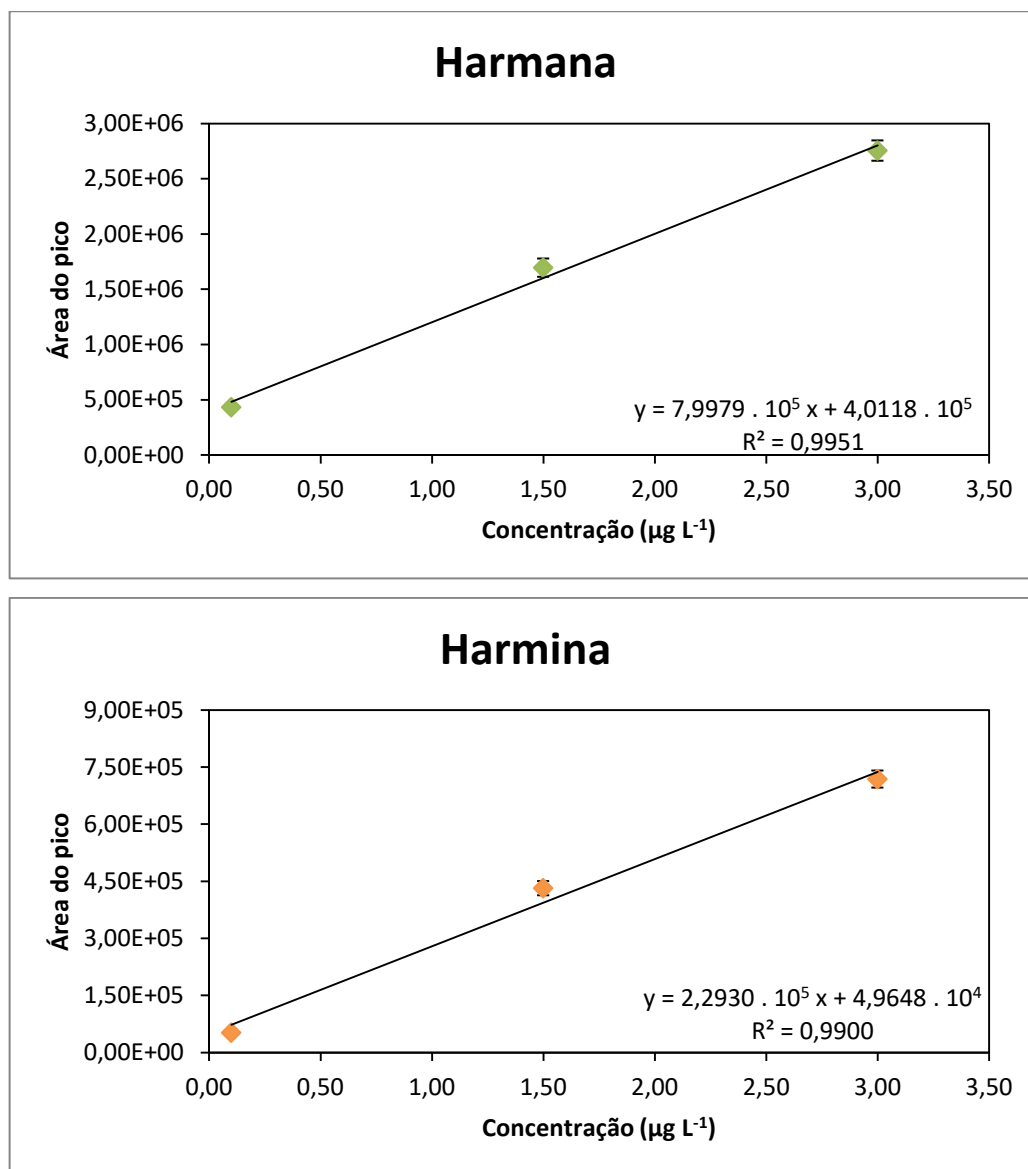 Harmana
3,00E+06
2,50E+06
2,00E+06
1,50E+06
1,00E+06
5,00E+05
0,00E+00
Área do pico
y = 7,9979 . 10⁵ x + 4,0118 . 10⁵
R² = 0,9951
0,00 0,50 1,00 1,50 2,00 2,50 3,00 3,50
Concentração (µg L⁻¹)
Harmina
9,00E+05
7,50E+05
6,00E+05
4,50E+05
3,00E+05
1,50E+05
0,00E+00
Área do pico
y = 2,2930 . 10⁵ x + 4,9648 . 10⁴
R² = 0,9900
0,00 0,50 1,00 1,50 2,00 2,50 3,00 3,50
Concentração (µg L⁻¹)